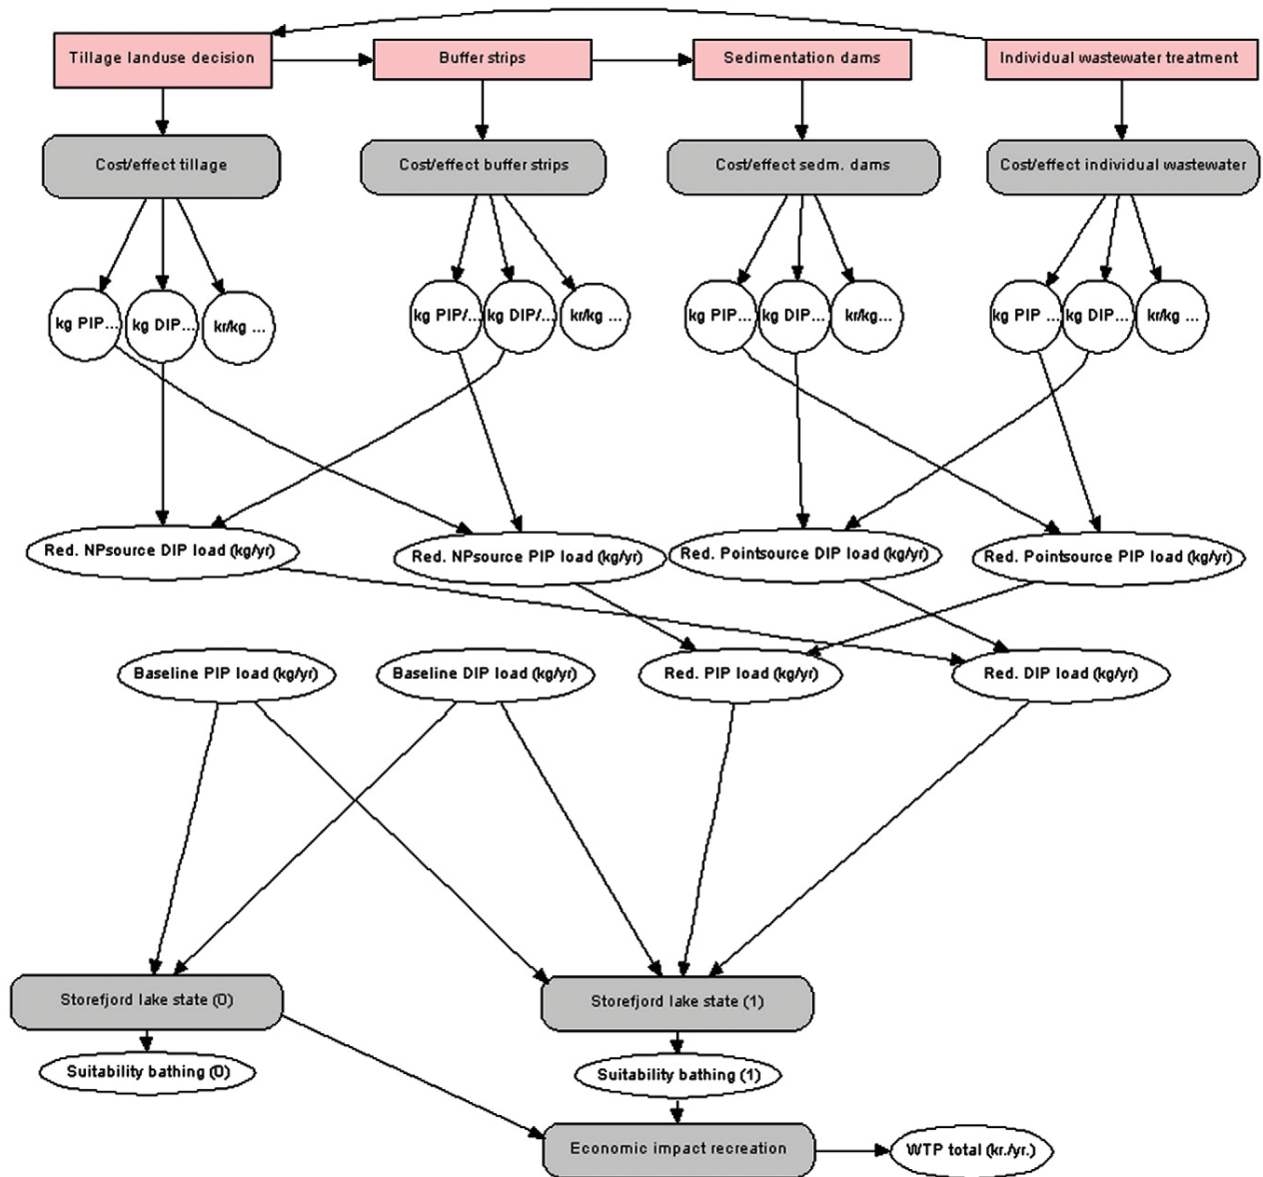 Tillage landuse decision
Buffer strips
Sedimentation dams
Individual wastewater treatment
Cost/effect tillage
Cost/effect buffer strips
Cost/effect sedm. dams
Cost/effect individual wastewater
kg PIP...
kg DIP...
kr/kg ...
kg PIP/...
kg DIP/...
kr/kg ...
kg PIP...
kg DIP...
kr/kg...
kg PIP ...
kg DIP...
kr/kg ...
Red. NPsource DIP load (kg/yr)
Red. NPsource PIP load (kg/yr)
Red. Pointsource DIP load (kg/yr)
Red. Pointsource PIP load (kg/yr)
Baseline PIP load (kg/yr)
Baseline DIP load (kg/yr)
Red. PIP load (kg/yr)
Red. DIP load (kg/yr)
Storefjord lake state (0)
Storefjord lake state (1)
Suitability bathing (0)
Suitability bathing (1)
Economic impact recreation
WTP total (kr./yr.)